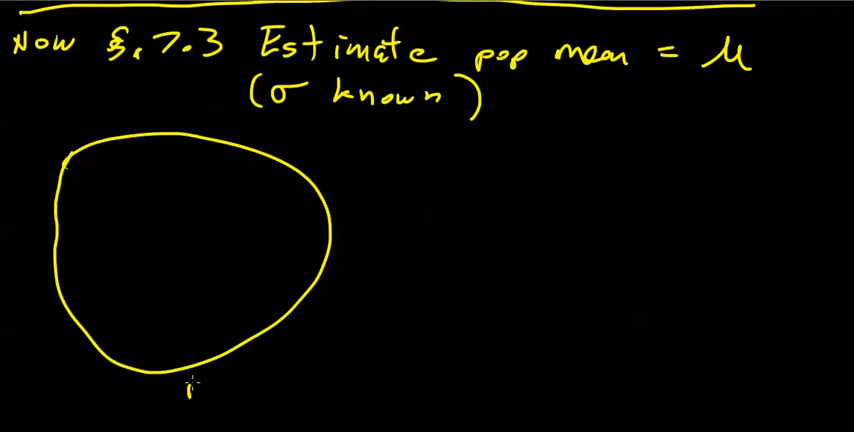 Now §.7.3 Estimate pop mean = μ
(σ known)